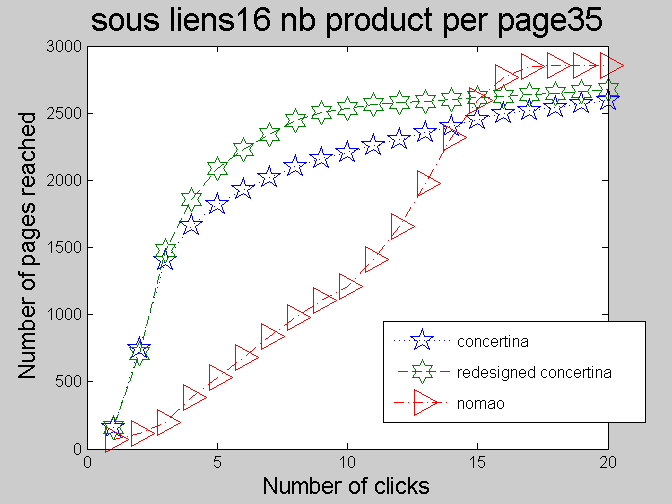 sous liens16 nb product per page35
3000
2500
2000
1500
1000
500
0
Number of pages reached
concertina
redesigned concertina
nomao
0 5 10 15 20
Number of clicks